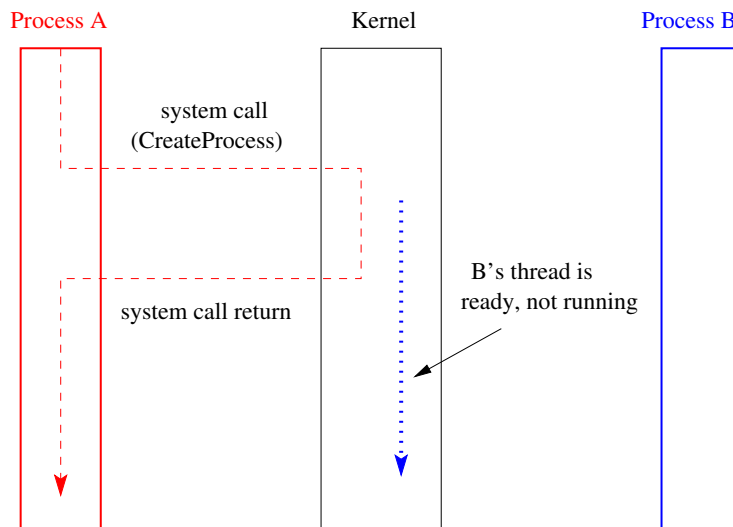 Process A
Kernel
Process B
system call
(CreateProcess)
B's thread is
ready, not running
system call return